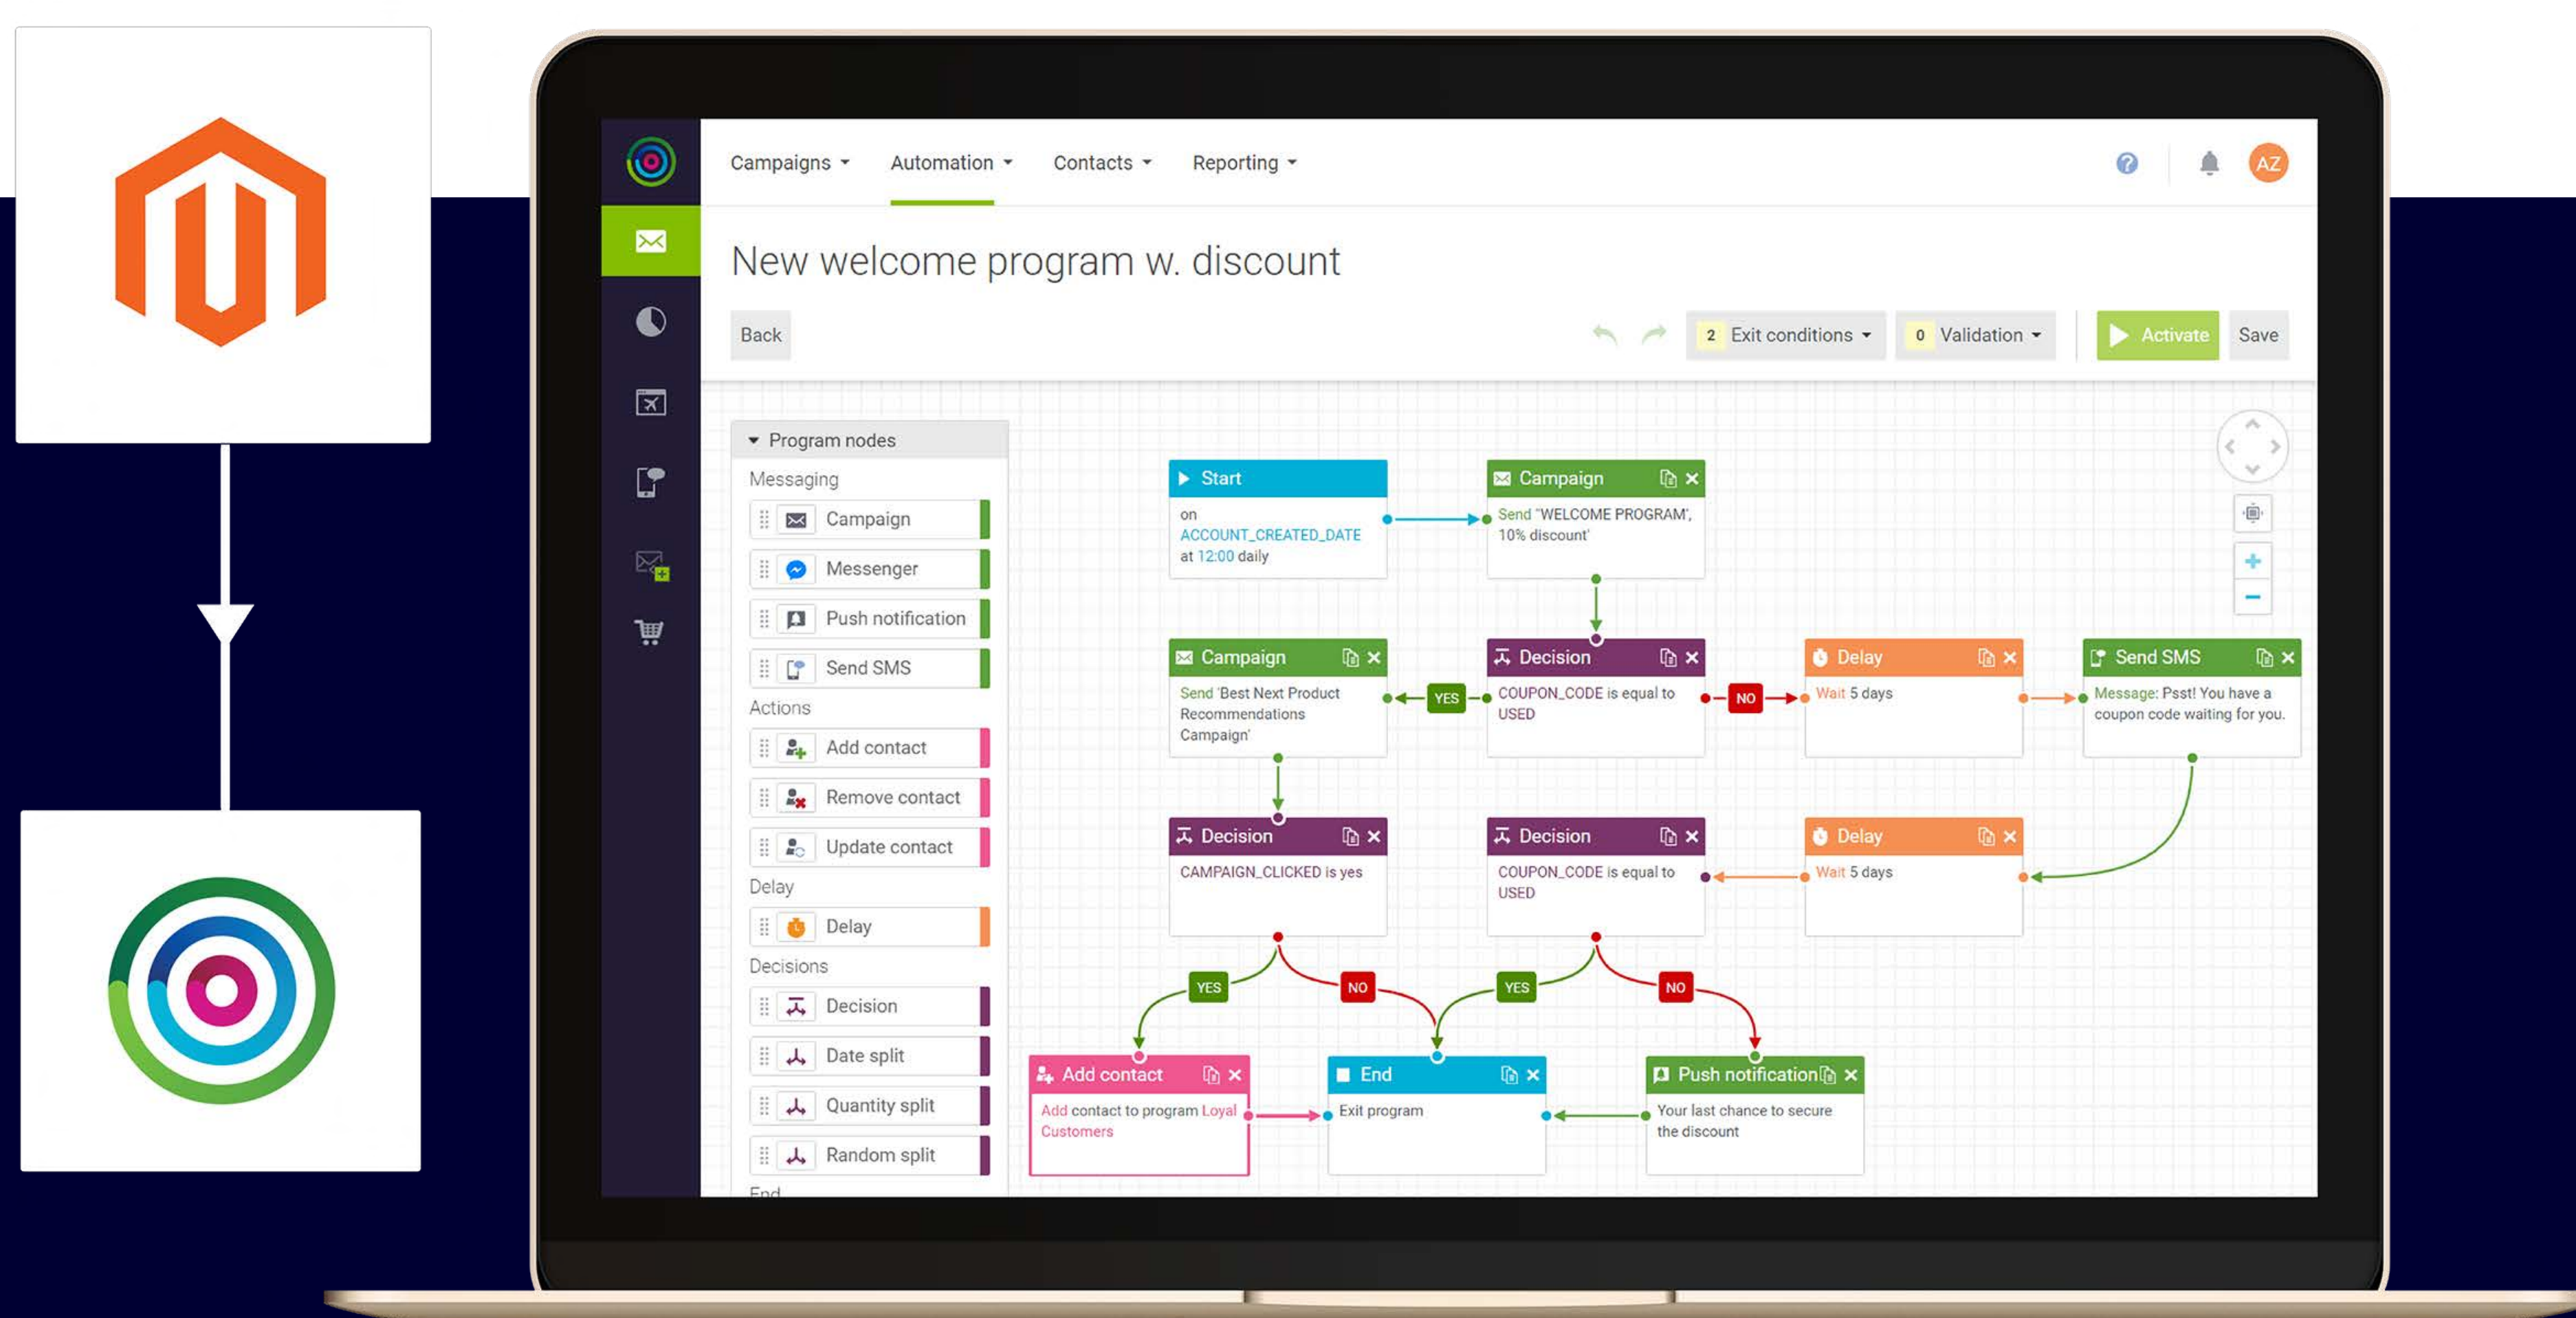 Campaigns
Automation
Contacts
Reporting
?
AZ
New welcome program w. discount
Back
2 Exit conditions
0 Validation
Activate
Save
Program nodes
Messaging
Campaign
Messenger
Push notification
Send SMS
Actions
Add contact
Remove contact
Update contact
Delay
Delay
Decisions
Decision
Date split
Quantity split
Random split
End
Start
on
ACCOUNT_CREATED_DATE
at 12:00 daily
Campaign
Send "WELCOME PROGRAM',
10% discount'
Campaign
Send 'Best Next Product
Recommendations
Campaign'
YES
Decision
COUPON_CODE is equal to
USED
NO
Delay
Wait 5 days
Send SMS
Message: Psst! You have a
coupon code waiting for you.
Decision
CAMPAIGN_CLICKED is yes
Decision
COUPON_CODE is equal to
USED
Delay
Wait 5 days
YES
NO
YES
NO
Add contact
Add contact to program Loyal
Customers
End
Exit program
Push notification
Your last chance to secure
the discount